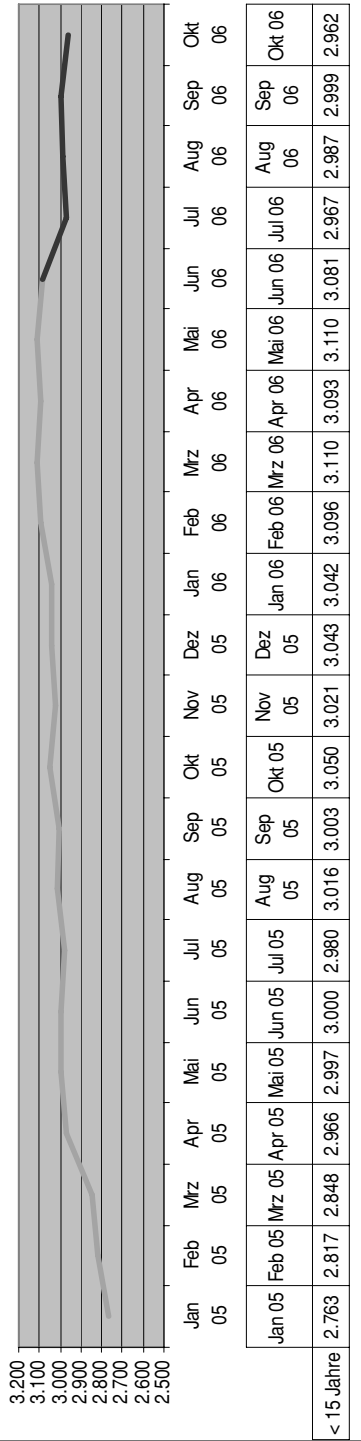 3.200
3.100
3.000
2.900
2.800
2.700
2.600
2.500
Jan 05 Feb 05 Mrz 05 Apr 05 Mai 05 Jun 05 Jul 05 Aug 05 Sep 05 Okt 05 Nov 05 Dez 05 Jan 06 Feb 06 Mrz 06 Apr 06 Mai 06 Jun 06 Jul 06 Aug 06 Sep 06 Okt 06
Jan 05 Feb 05 Mrz 05 Apr 05 Mai 05 Jun 05 Jul 05 Aug 05 Sep 05 Okt 05 Nov 05 Dez 05 Jan 06 Feb 06 Mrz 06 Apr 06 Mai 06 Jun 06 Jul 06 Aug 06 Sep 06 Okt 06
< 15 Jahre 2.763 2.817 2.848 2.966 2.997 3.000 2.980 3.016 3.003 3.050 3.021 3.043 3.042 3.096 3.110 3.093 3.110 3.081 2.967 2.987 2.999 2.962